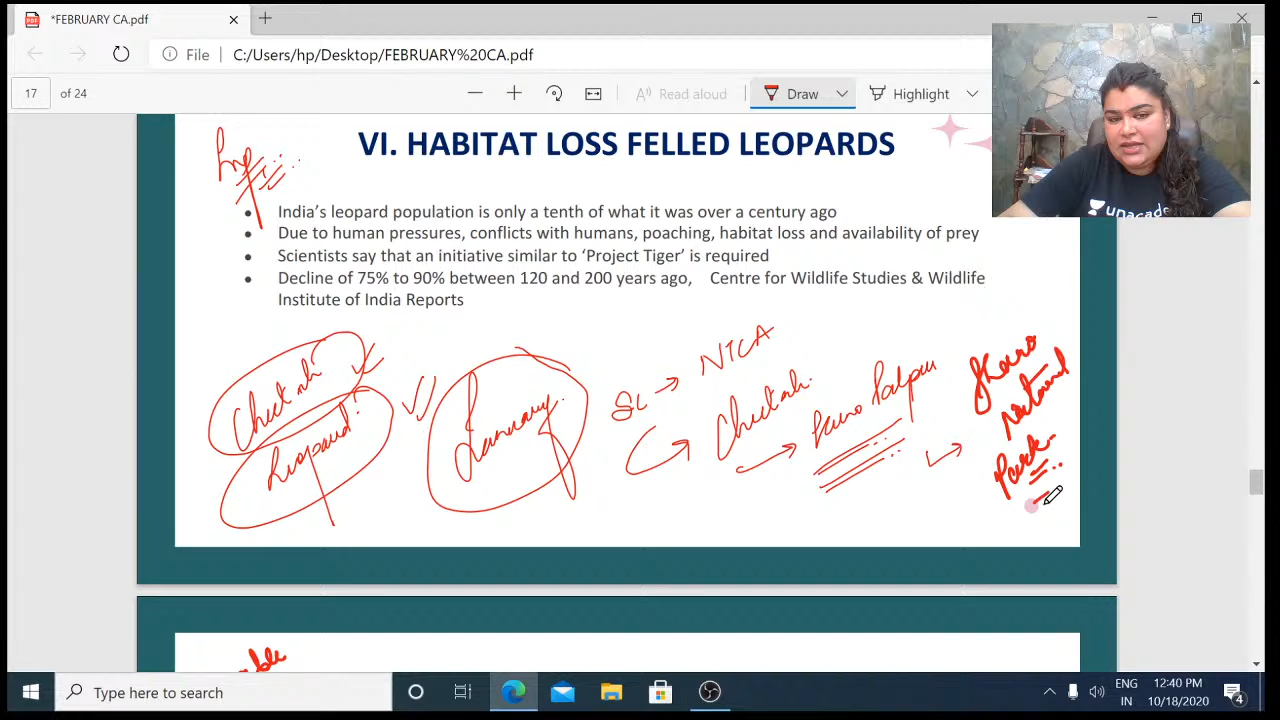 *FEBRUARY CA.pdf
File C:/Users/hp/Desktop/FEBRUARY%20CA.pdf
17 of 24
Read aloud
Draw
Highlight
unacade
Imp
VI. HABITAT LOSS FELLED LEOPARDS
India's leopard population is only a tenth of what it was over a century ago
Due to human pressures, conflicts with humans, poaching, habitat loss and availability of prey
Scientists say that an initiative similar to 'Project Tiger' is required
Decline of 75% to 90% between 120 and 200 years ago, Centre for Wildlife Studies & Wildlife
Institute of India Reports
Cheetah
Leopard
January
SC → NTCA
Cheetah
Palpur
National
Park
Type here to search
ENG
IN
12:40 PM
10/18/2020
4